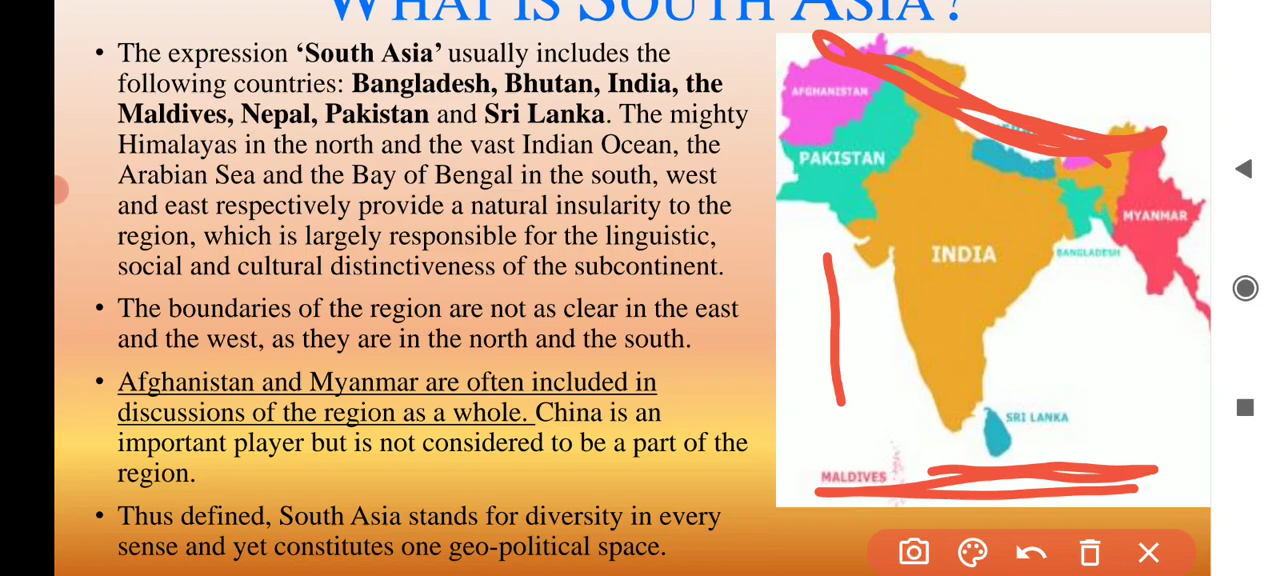 WHAT IS SOUTH ASIA?
• The expression ‘South Asia’ usually includes the
following countries: Bangladesh, Bhutan, India, the
Maldives, Nepal, Pakistan and Sri Lanka. The mighty
Himalayas in the north and the vast Indian Ocean, the
Arabian Sea and the Bay of Bengal in the south, west
and east respectively provide a natural insularity to the
region, which is largely responsible for the linguistic,
social and cultural distinctiveness of the subcontinent.
• The boundaries of the region are not as clear in the east
and the west, as they are in the north and the south.
• Afghanistan and Myanmar are often included in
discussions of the region as a whole. China is an
important player but is not considered to be a part of the
region.
• Thus defined, South Asia stands for diversity in every
sense and yet constitutes one geo-political space.
AFGHANISTAN
PAKISTAN
MYANMAR
INDIA
BANGLADESH
SRI LANKA
MALDIVES